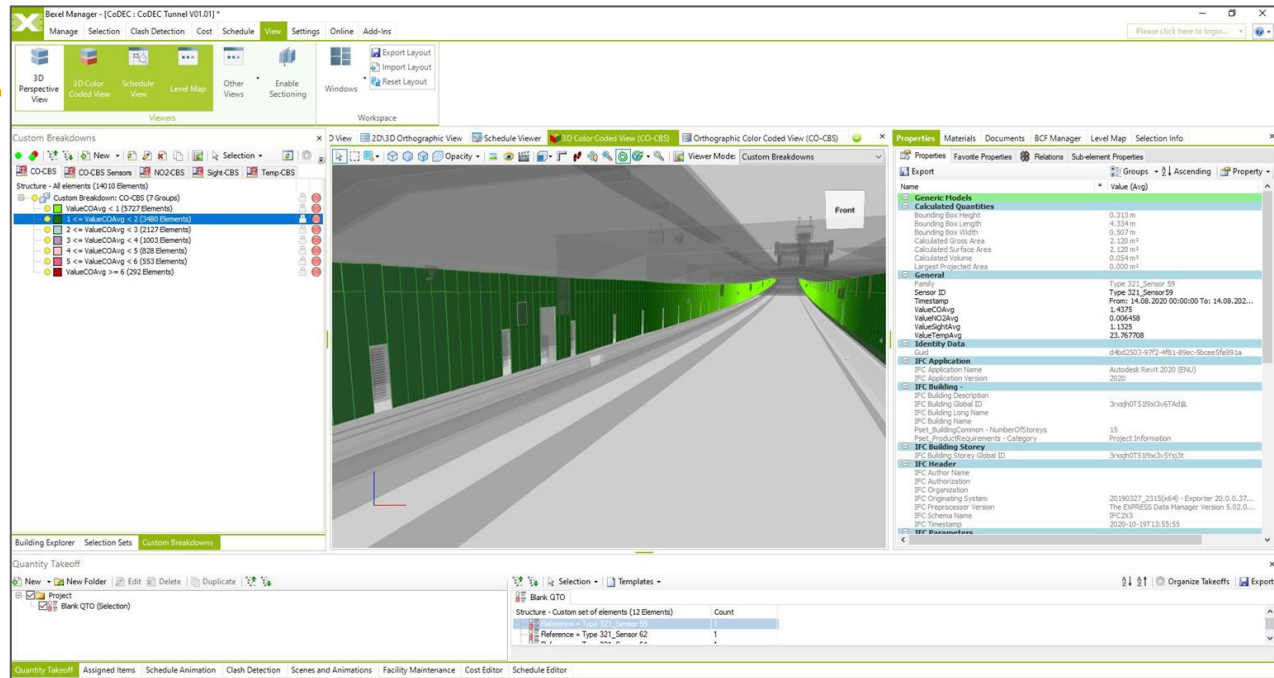 Bexel Manager - [CoDEC : CoDEC Tunnel V01.01] *
Manage Selection Clash Detection Cost Schedule View Settings Online Add-Ins
Please click here to login...
3D Perspective View
3D Color Coded View
Schedule View
Level Map
Other Views
Enable Sectioning
Windows
Export Layout
Import Layout
Reset Layout
Viewers
Workspace
Custom Breakdowns
New
Selection
CO-CBS CO-CBS Sensors NO2-CBS Sight-CBS Temp-CBS
Structure - All elements (14010 Elements)
Custom Breakdown: CO-CBS (7 Groups)
ValueCOAvg < 1 (5727 Elements)
1 <= ValueCOAvg < 2 (3480 Elements)
2 <= ValueCOAvg < 3 (2127 Elements)
3 <= ValueCOAvg < 4 (1003 Elements)
4 <= ValueCOAvg < 5 (828 Elements)
5 <= ValueCOAvg < 6 (553 Elements)
ValueCOAvg >= 6 (292 Elements)
Building Explorer Selection Sets Custom Breakdowns
View 2D\3D Orthographic View Schedule Viewer 3D Color Coded View (CO-CBS) Orthographic Color Coded View (CO-CBS)
Opacity Viewer Mode: Custom Breakdowns
Front
Properties Materials Documents BCF Manager Level Map Selection Info
Properties Favorite Properties Relations Sub-element Properties
Export Groups Ascending Property
Name * Value (Avg)
Generic Models
Calculated Quantities
Bounding Box Height 0.313 m
Bounding Box Length 4.334 m
Bounding Box Width 0.507 m
Calculated Gross Area 2.120 m²
Calculated Surface Area 2.120 m²
Calculated Volume 0.054 m³
Largest Projected Area 0.000 m²
General
Family Type 321_Sensor 59
Sensor ID Type 321_Sensor59
Timestamp From: 14.08.2020 00:00:00 To: 14.08.202...
ValueCOAvg 1.4375
ValueNO2Avg 0.006458
ValueSightAvg 1.1325
ValueTempAvg 23.767708
Identity Data
Guid d4bd2503-97f2-4f81-89ec-5bcee5fe891a
IFC Application
IFC Application Name Autodesk Revit 2020 (ENU)
IFC Application Version 2020
IFC Building -
IFC Building Description
IFC Building Global ID
IFC Building Long Name
IFC Building Name
Pset_BuildingCommon - NumberOfStoreys 15
Pset_ProductRequirements - Category Project Information
IFC Building Storey
IFC Building Storey Global ID
IFC Header
IFC Author Name
IFC Authorization
IFC Organization
IFC Originating System 20190327_2315(x64) - Exporter 20.0.0.37...
IFC Preprocessor Version The EXPRESS Data Manager Version 5.02.0...
IFC Schema Name IFC2X3
IFC Timestamp 2020-10-19T13:55:55
IFC Parameters
Quantity Takeoff
New New Folder Edit Delete Duplicate
Project
Blank QTO (Selection)
Selection Templates
Organize Takeoffs Export
Blank QTO
Structure - Custom set of elements (12 Elements) Count
Reference = Type 321_Sensor 59 1
Reference = Type 321_Sensor 62 1
Quantity Takeoff Assigned Items Schedule Animation Clash Detection Scenes and Animations Facility Maintenance Cost Editor Schedule Editor